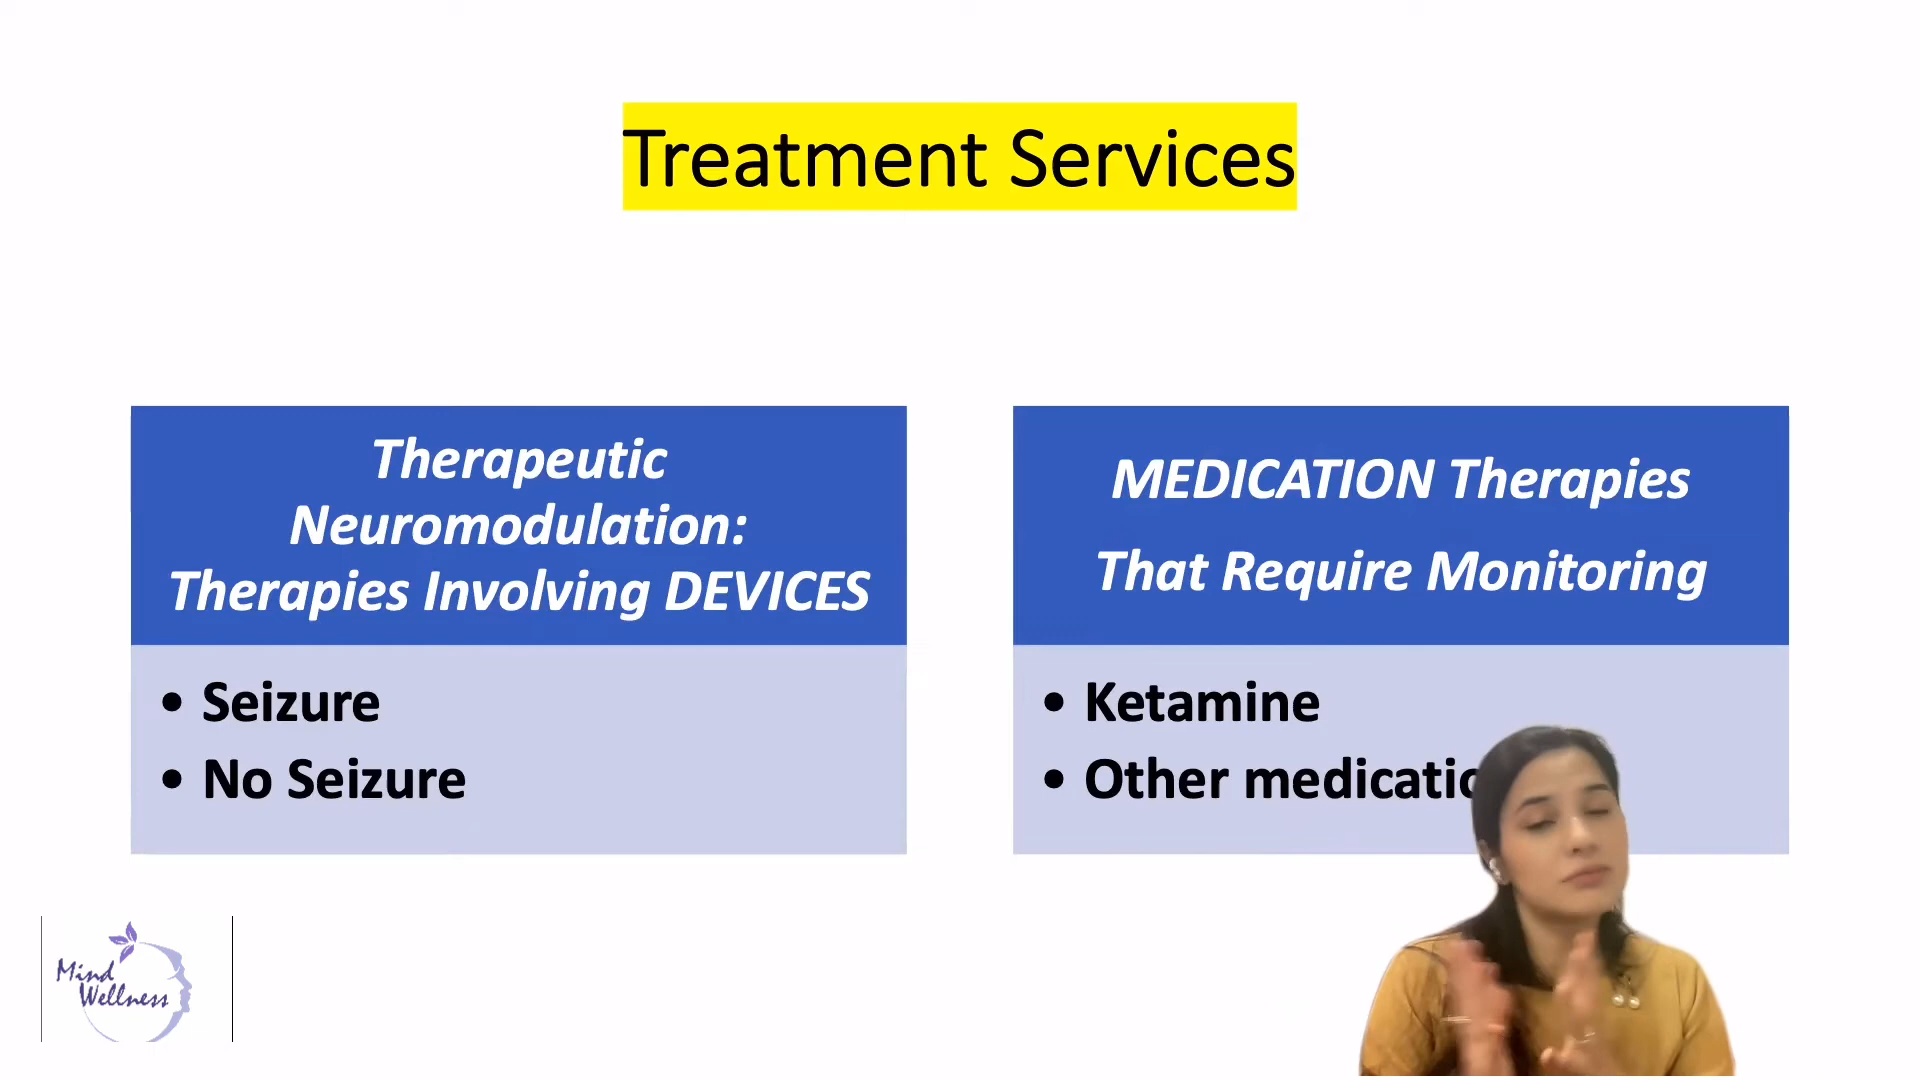 Treatment Services
Therapeutic
Neuromodulation:
Therapies Involving DEVICES
• Seizure
• No Seizure
MEDICATION Therapies
That Require Monitoring
• Ketamine
• Other
Mind
Wellness